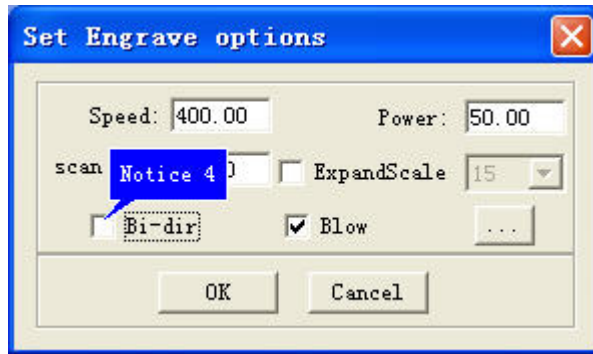 Set Engrave options
Speed: 400.00 Power: 50.00
scan Notice 4 ExpandScale 15
Bi-dir Blow ...
OK Cancel